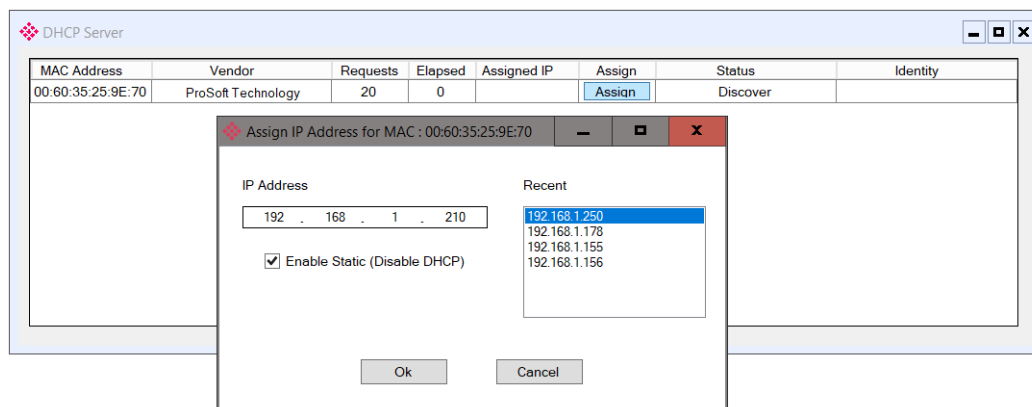 DHCP Server
MAC Address Vendor Requests Elapsed Assigned IP Assign Status Identity
00:60:35:25:9E:70 ProSoft Technology 20 0 Assign Discover
Assign IP Address for MAC : 00:60:35:25:9E:70
IP Address Recent
192 . 168 . 1 . 210
192.168.1.250
192.168.1.178
192.168.1.155
Enable Static (Disable DHCP)
192.168.1.156
Ok Cancel